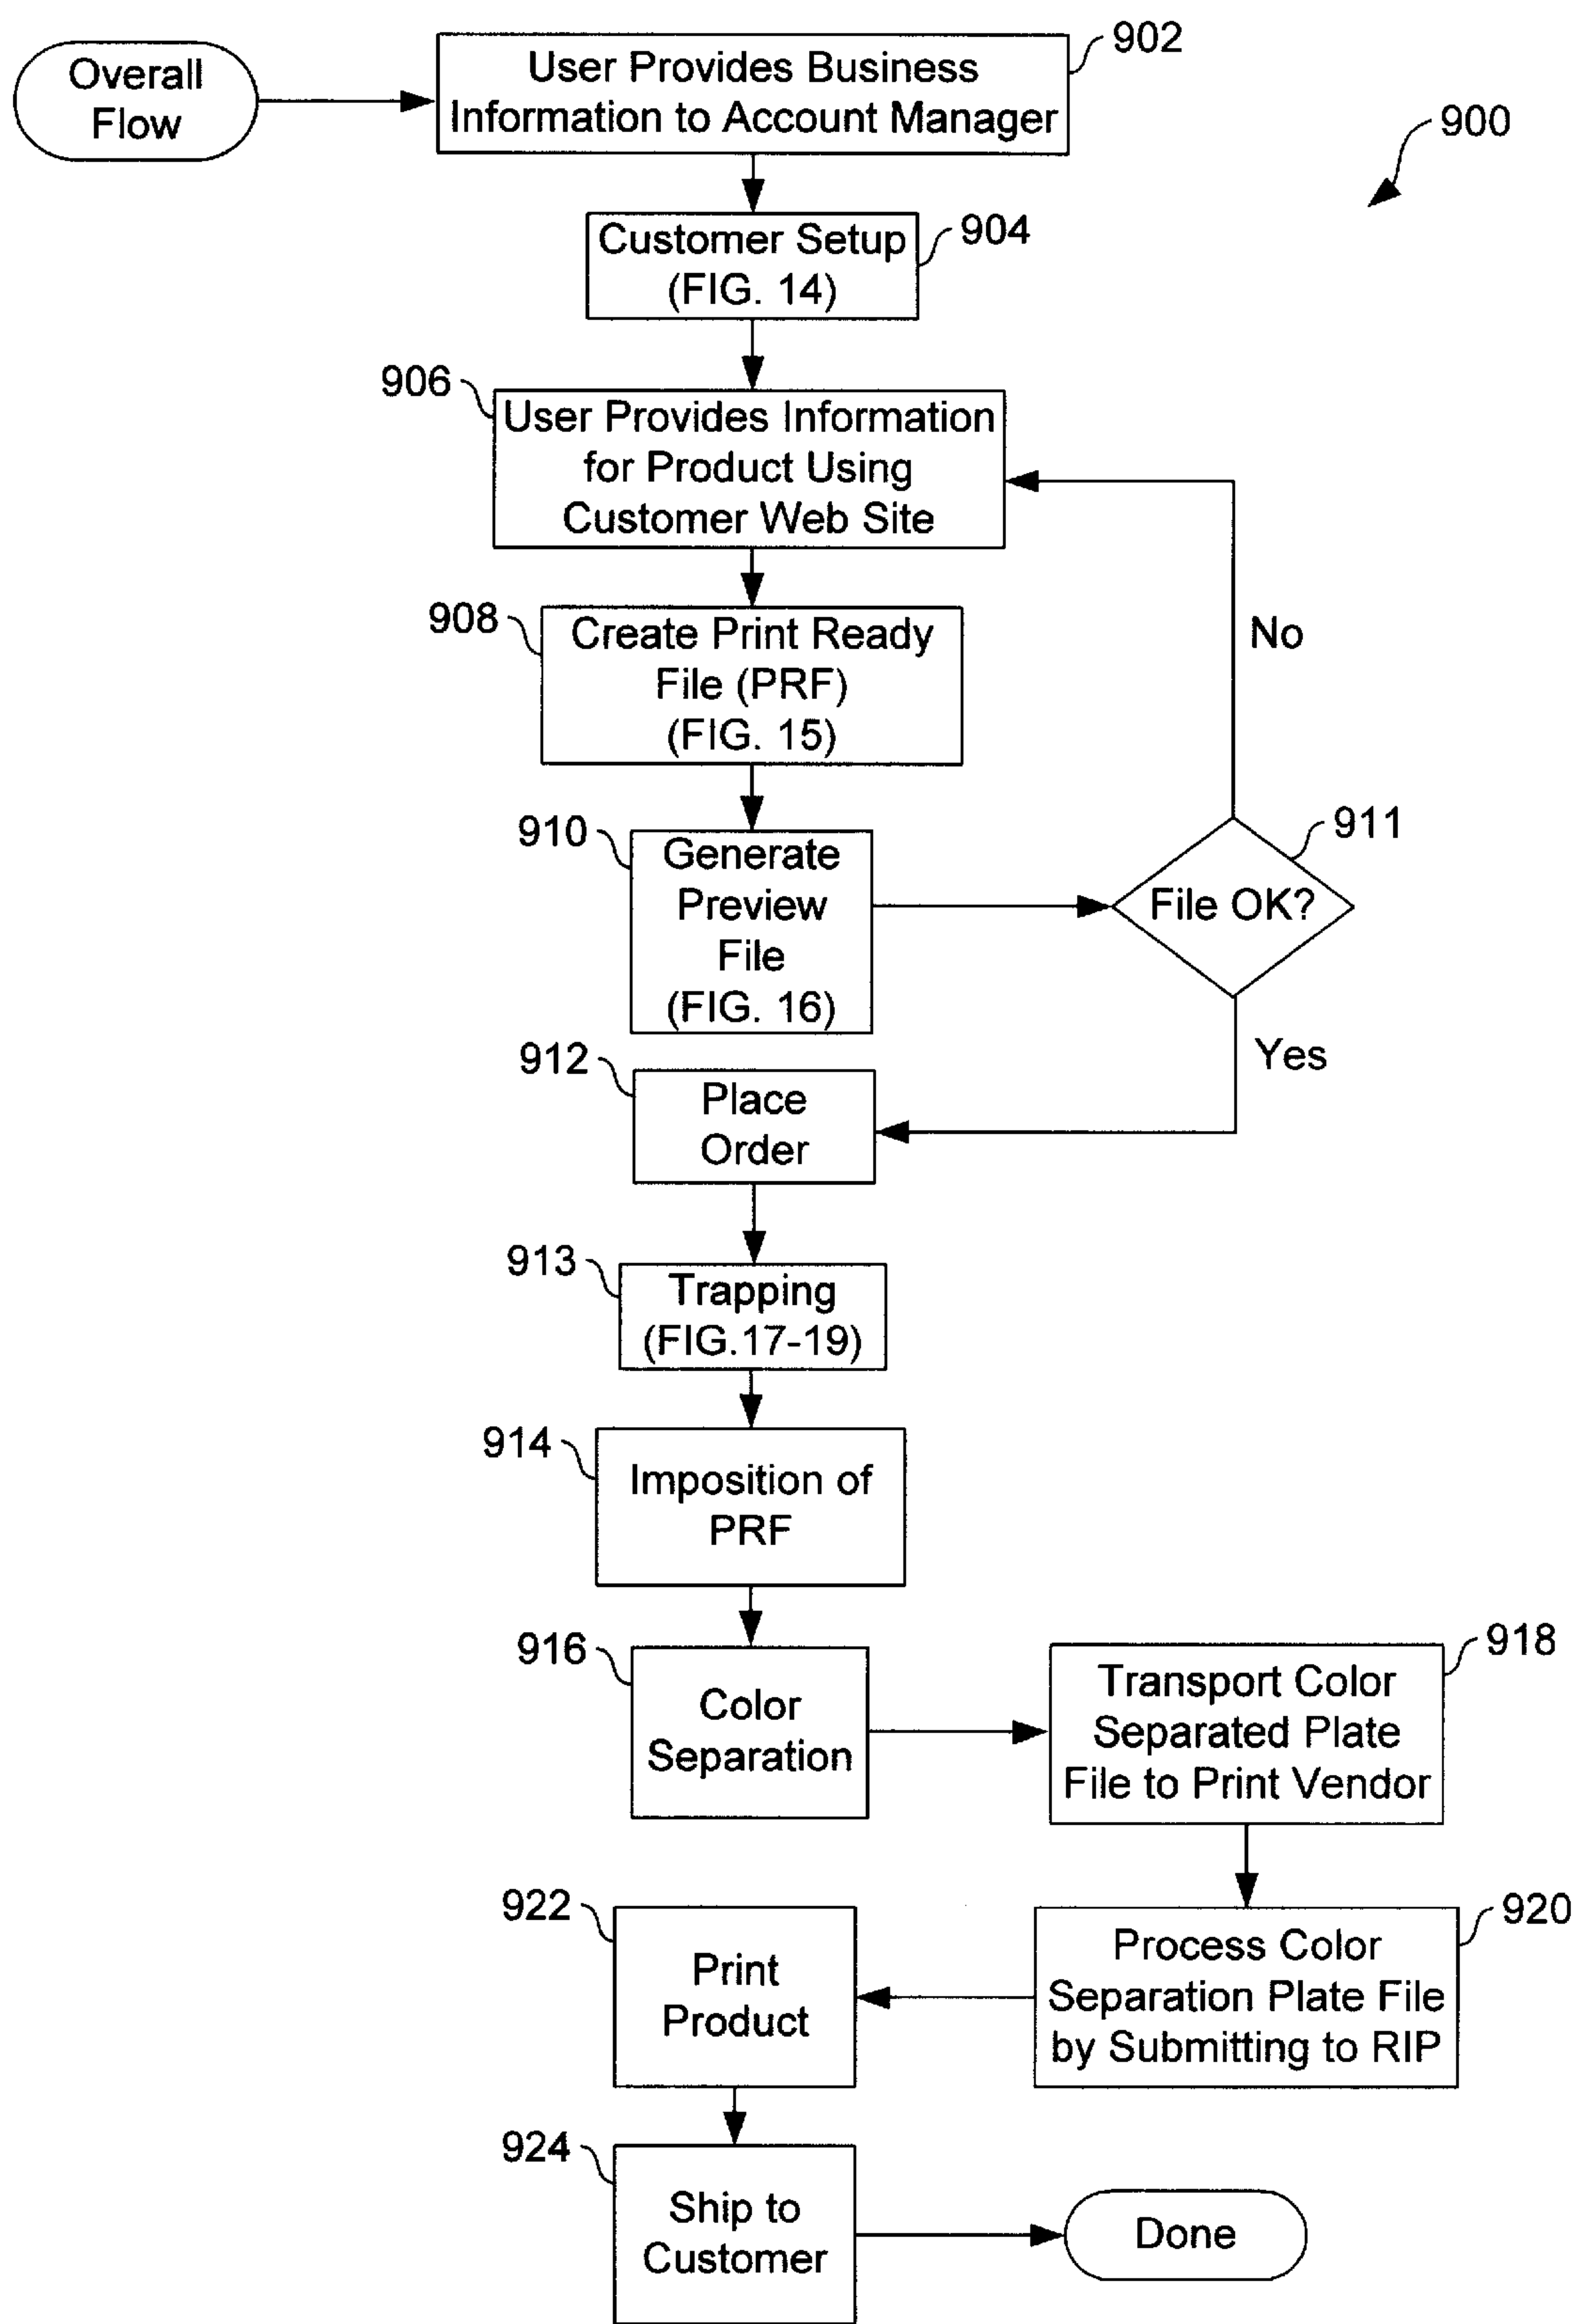 Overall
Flow
User Provides Business
Information to Account Manager
902
900
Customer Setup
(FIG. 14)
904
906
User Provides Information
for Product Using
Customer Web Site
No
908
Create Print Ready
File (PRF)
(FIG. 15)
910
Generate
Preview
File
(FIG. 16)
911
File OK?
Yes
912
Place
Order
913
Trapping
(FIG.17-19)
914
Imposition of
PRF
916
Color
Separation
918
Transport Color
Separated Plate
File to Print Vendor
920
Process Color
Separation Plate File
by Submitting to RIP
922
Print
Product
924
Ship to
Customer
Done